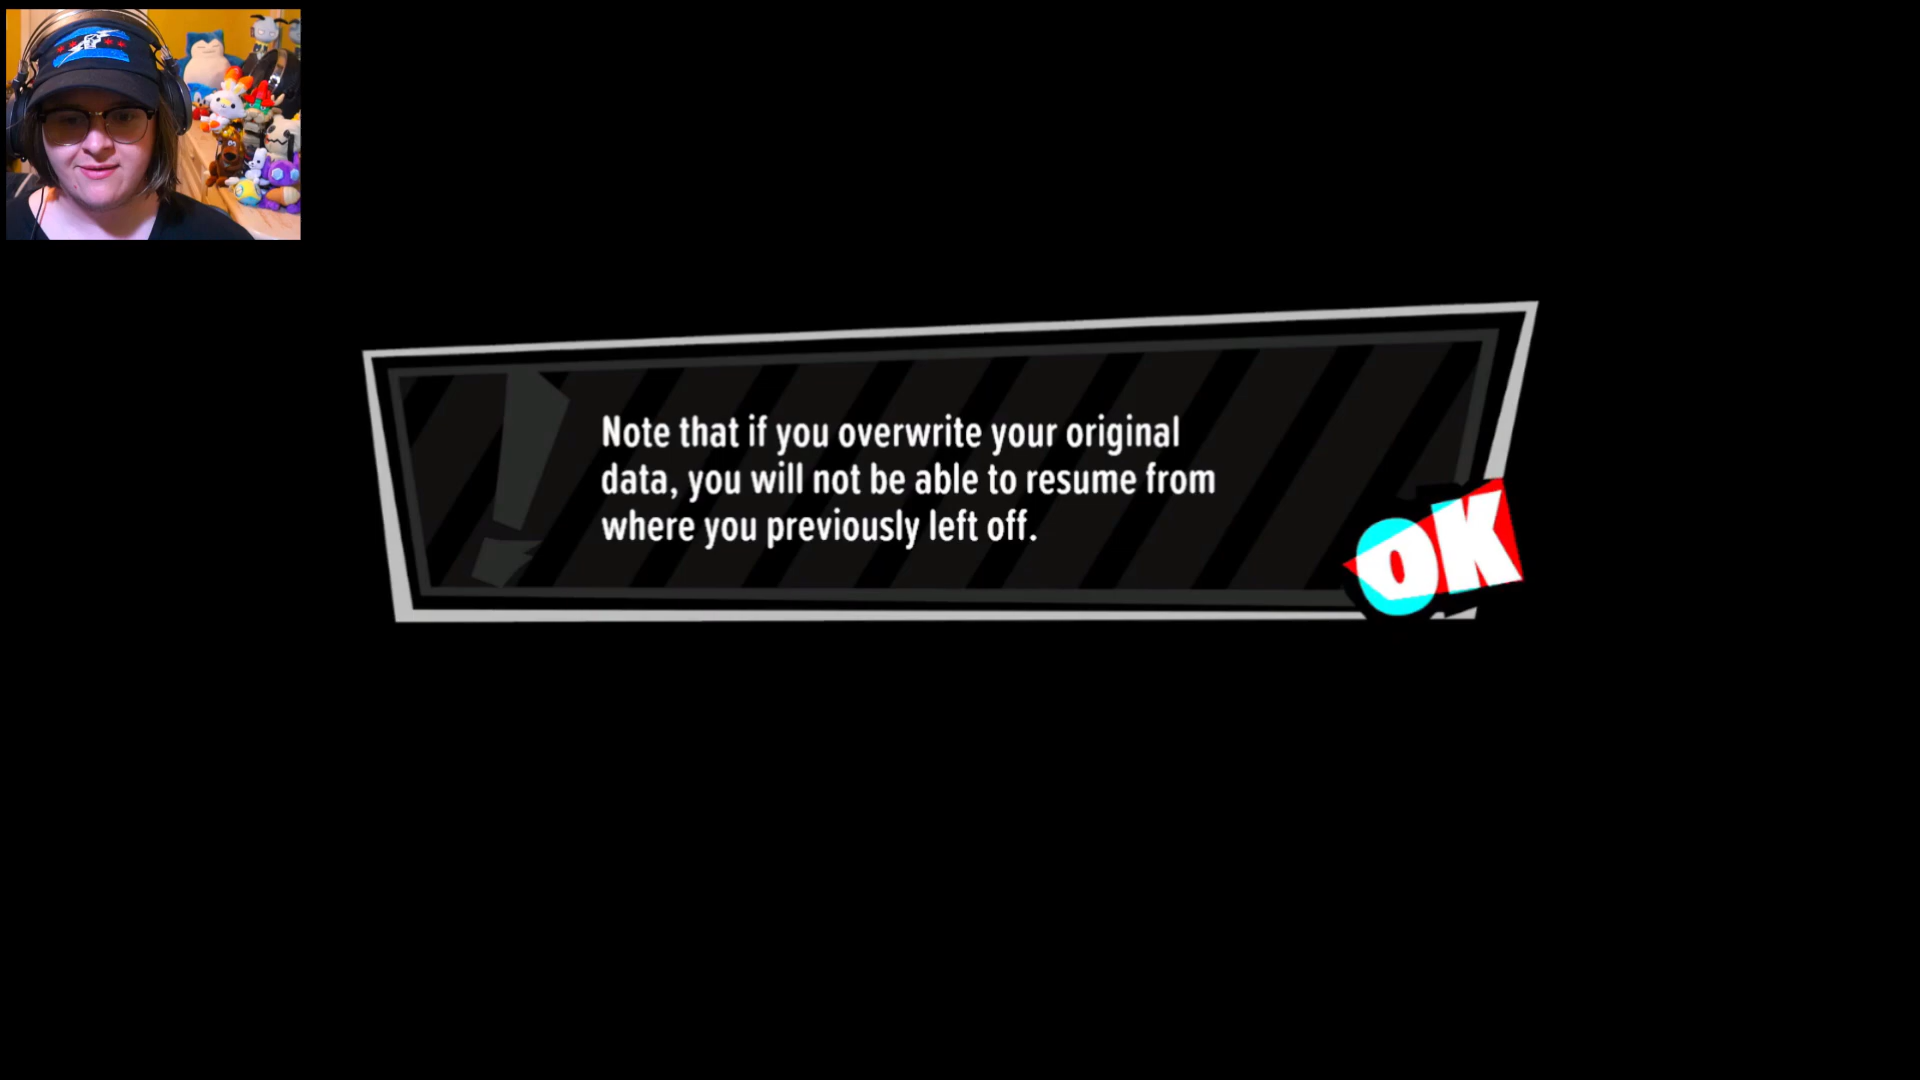 Note that if you overwrite your original
data, you will not be able to resume from
where you previously left off.
OK